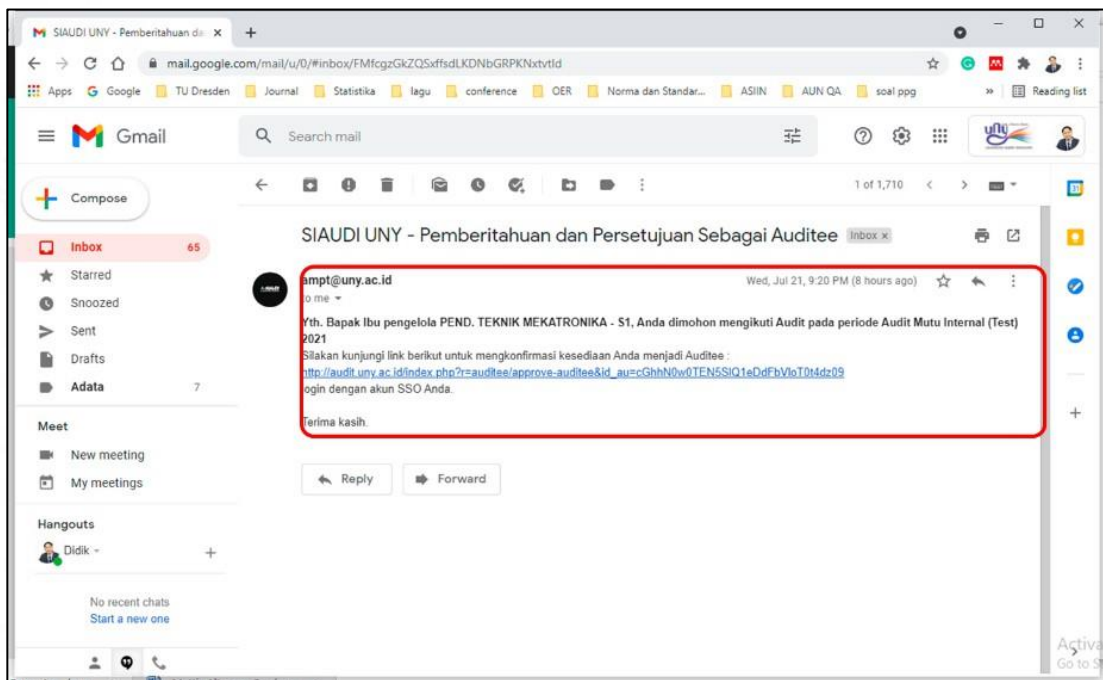 SIAUDI UNY - Pemberitahuan da
mail.google.com/mail/u/0/#inbox/FMfcgzGkZQSxffsdLKDNbGRPKNxtvtld
Apps Google TU Dresden Journal Statistika lagu conference OER Norma dan Standar... ASIIN AUN QA soal ppg » Reading list
Gmail
Search mail
uny
Compose
1 of 1,710
Inbox 65
Starred
Snoozed
Sent
Drafts
Adata 7
Meet
New meeting
My meetings
Hangouts
Didik
No recent chats
Start a new one
SIAUDI UNY - Pemberitahuan dan Persetujuan Sebagai Auditee Inbox x
ampt@uny.ac.id Wed, Jul 21, 9:20 PM (8 hours ago)
to me
Yth. Bapak Ibu pengelola PEND. TEKNIK MEKATRONIKA - S1, Anda dimohon mengikuti Audit pada periode Audit Mutu Internal (Test)
2021
Silakan kunjungi link berikut untuk mengkonfirmasi kesediaan Anda menjadi Auditee :
http://audit.uny.ac.id/index.php?r=auditee/approve-auditee&id_au=cGhhN0w0TEN5SlQ1eDdFbVloT0t4dz09
login dengan akun SSO Anda.
Terima kasih.
Reply Forward
31
Activa
Go to S